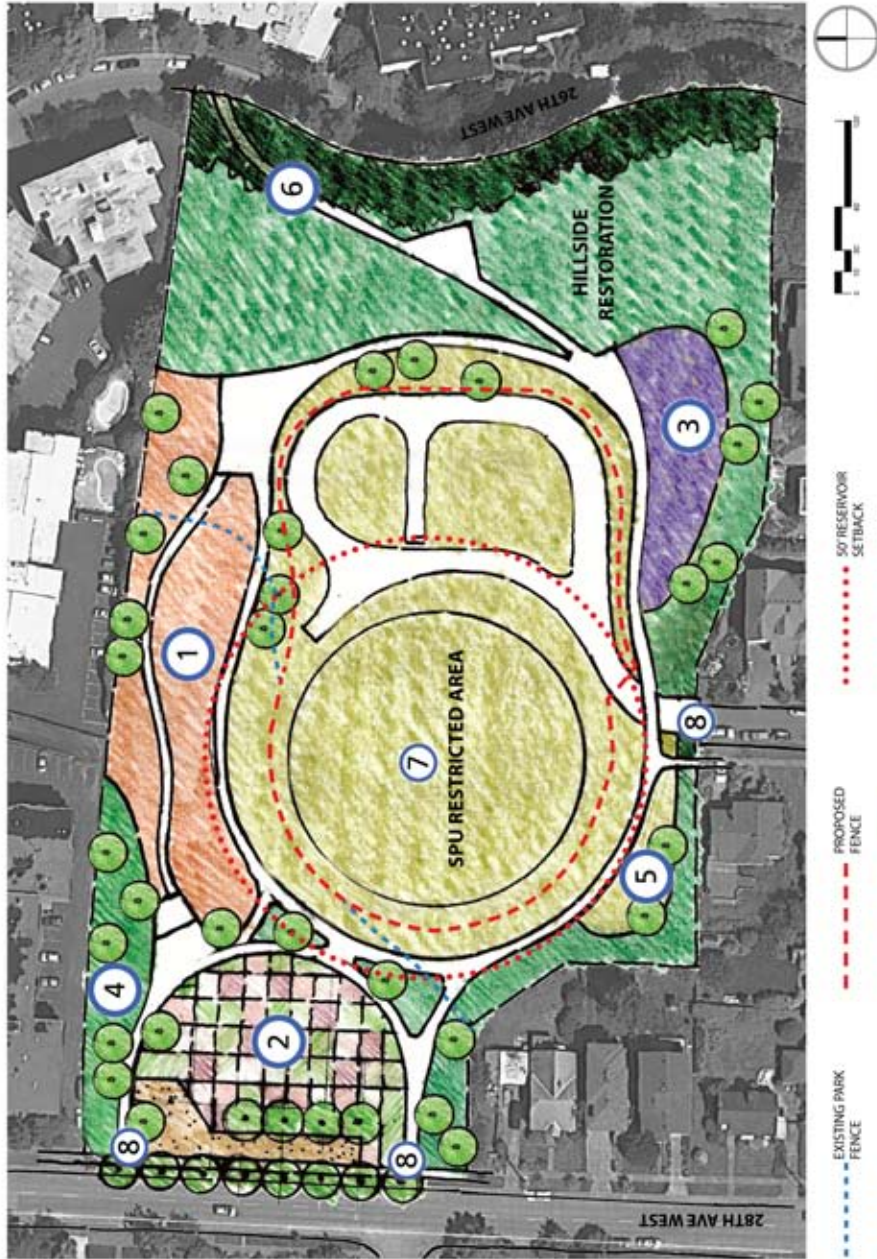 4
8
1
2
6
8
7
SPU RESTRICTED AREA
26TH AVE WEST
HILLSIDE
RESTORATION
5
3
8
28TH AVE WEST
EXISTING PARK
FENCE
PROPOSED
FENCE
50' RESERVOIR
SETBACK